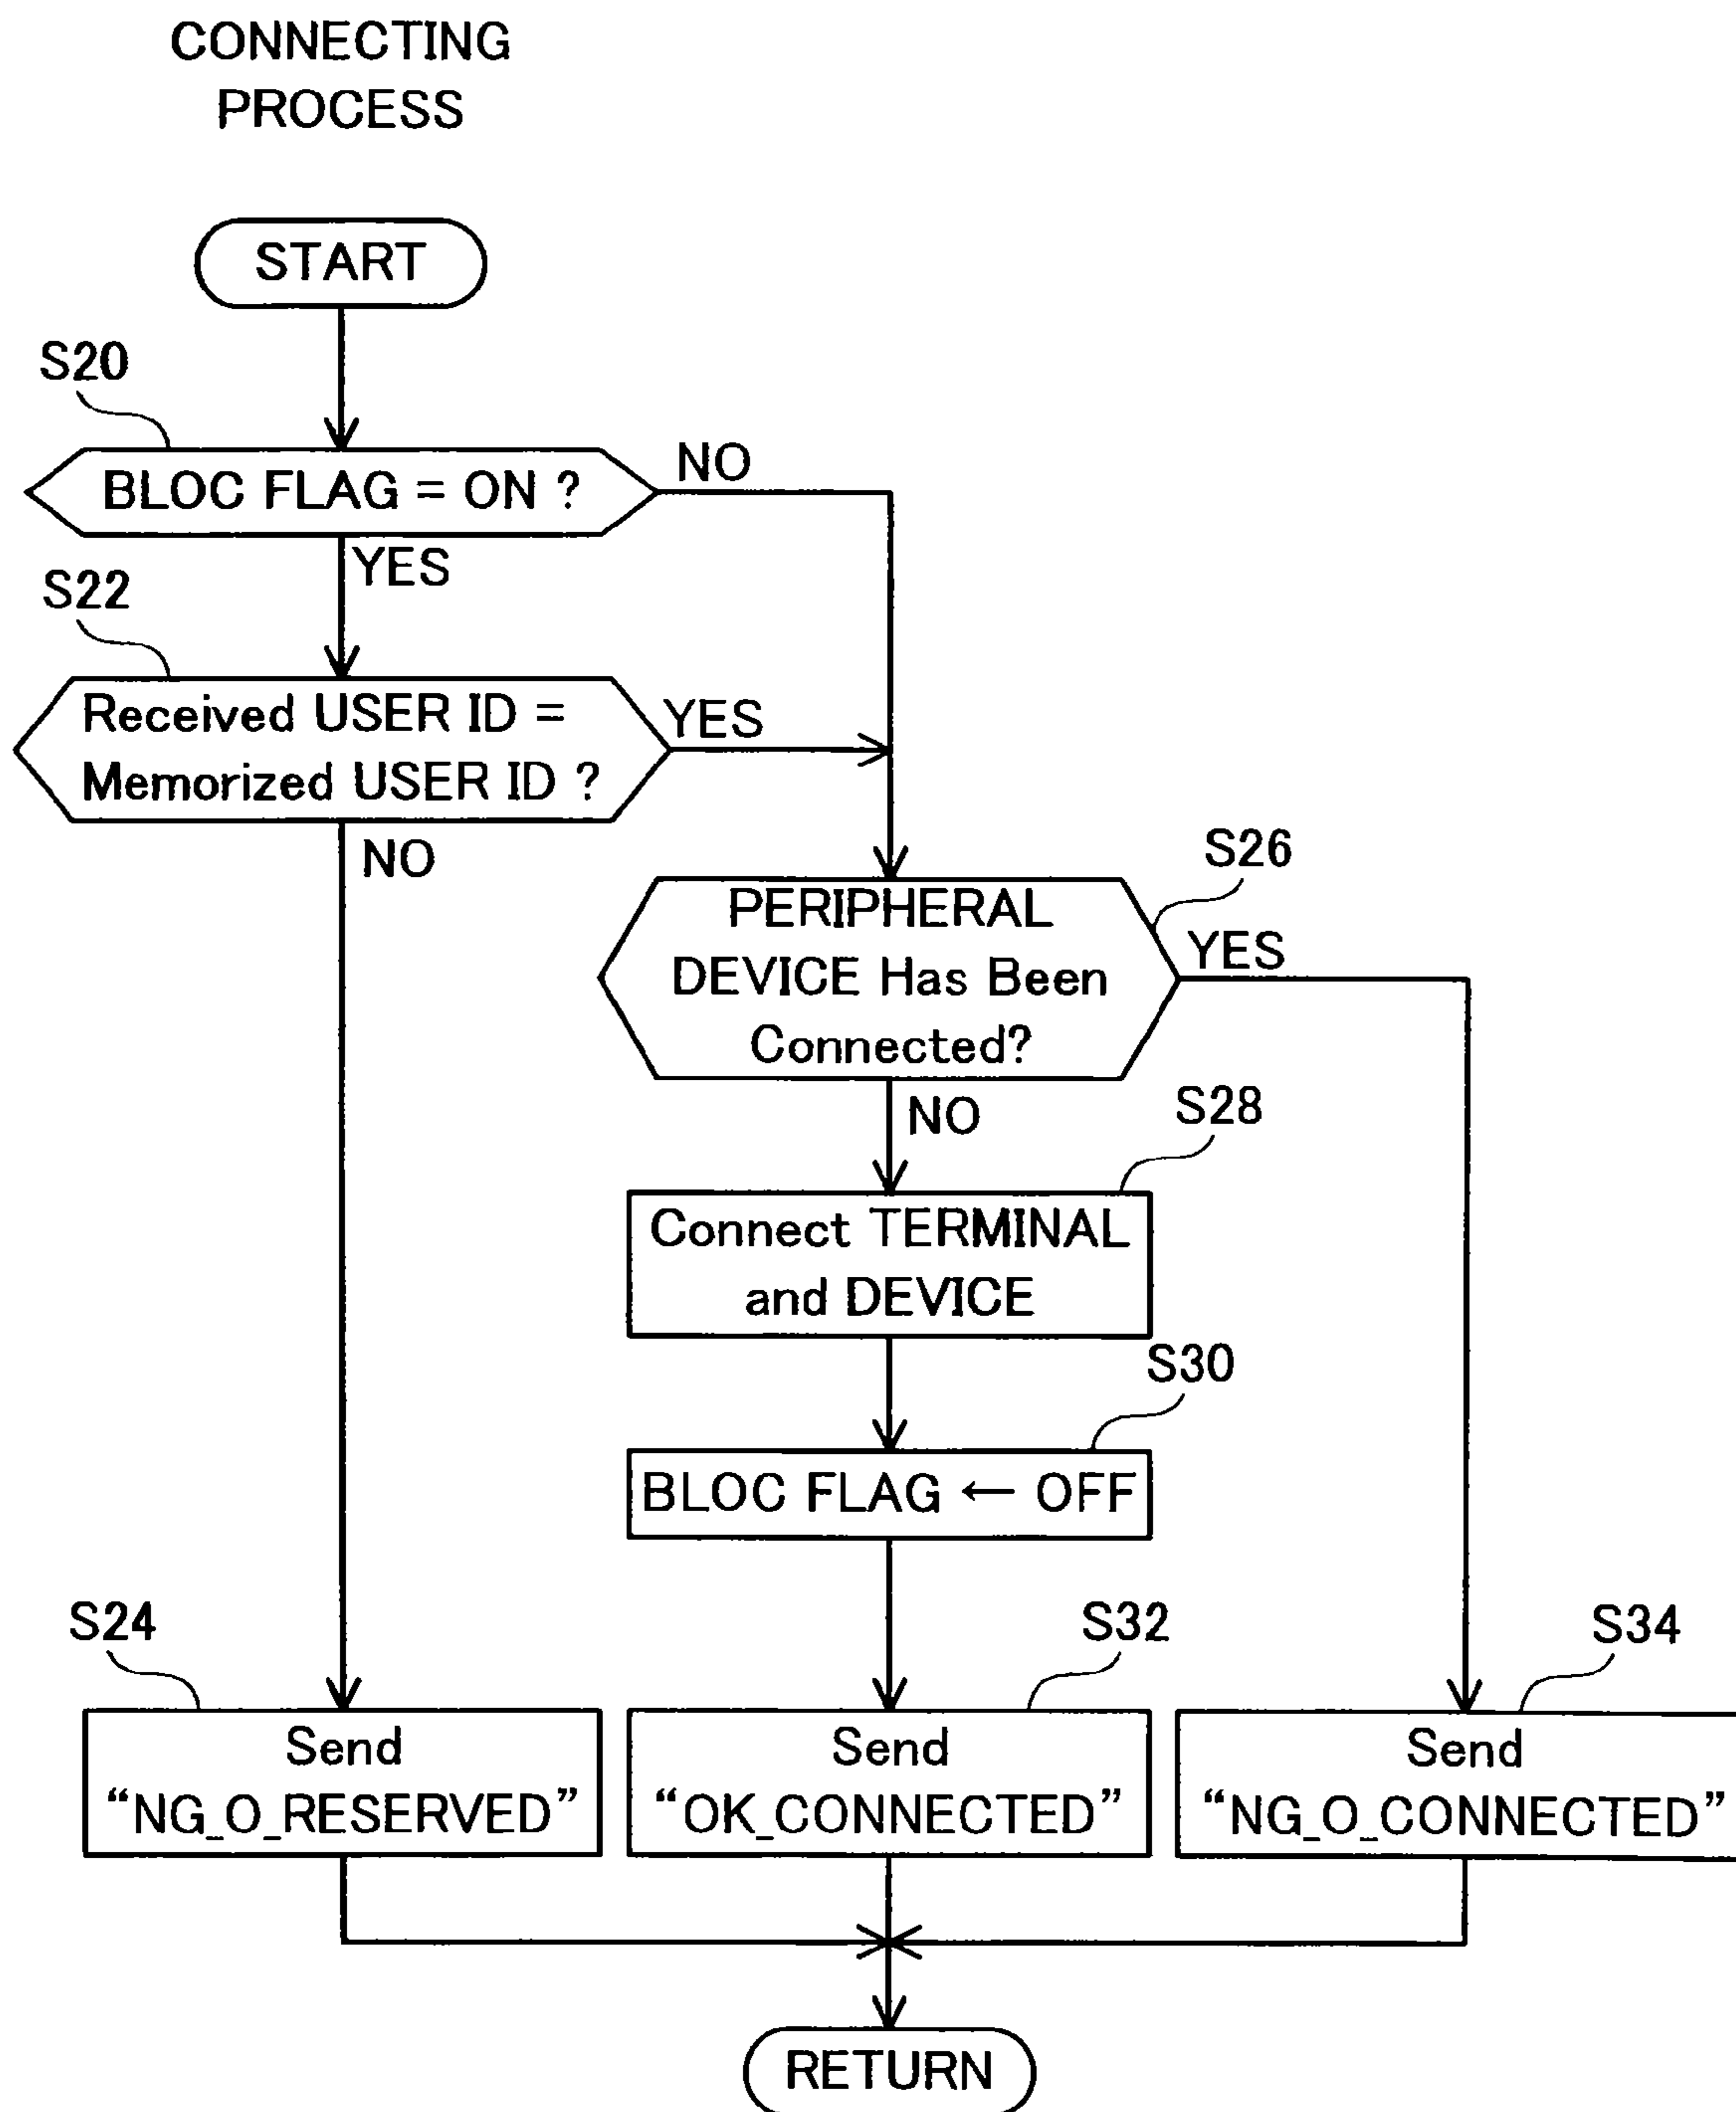 CONNECTING
PROCESS
START
S20
BLOC FLAG = ON ?
NO
YES
S22
Received USER ID =
Memorized USER ID ?
YES
NO
S26
PERIPHERAL
DEVICE Has Been
Connected?
YES
NO
S28
Connect TERMINAL
and DEVICE
S30
BLOC FLAG ← OFF
S24
Send
“NG_O_RESERVED”
S32
Send
“OK_CONNECTED”
S34
Send
“NG_O_CONNECTED”
RETURN